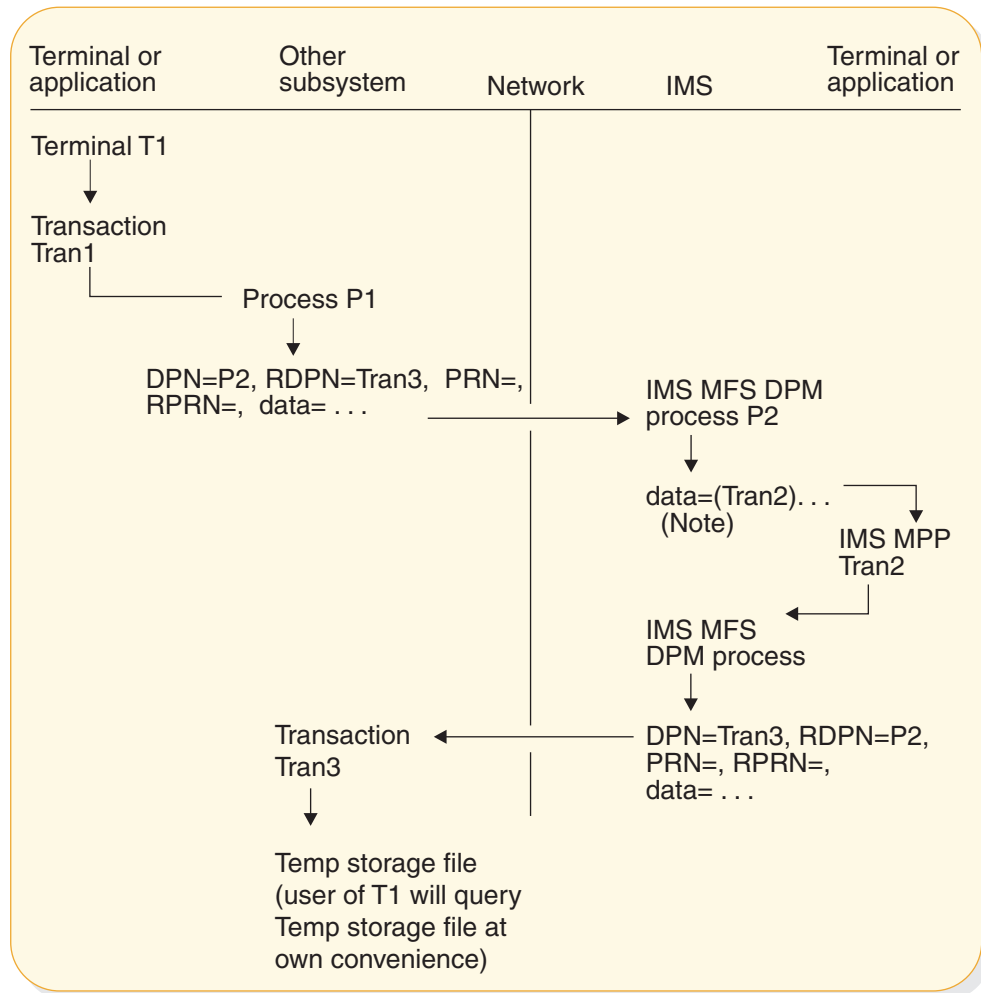 Terminal or
application
Other
subsystem
Network
IMS
Terminal or
application
Terminal T1
Transaction
Tran1
Process P1
DPN=P2, RDPN=Tran3, PRN=,
RPRN=, data= . . .
IMS MFS DPM
process P2
data=(Tran2). . .
(Note)
IMS MPP
Tran2
IMS MFS
DPM process
DPN=Tran3, RDPN=P2,
PRN=, RPRN=,
data= . . .
Transaction
Tran3
Temp storage file
(user of T1 will query
Temp storage file at
own convenience)